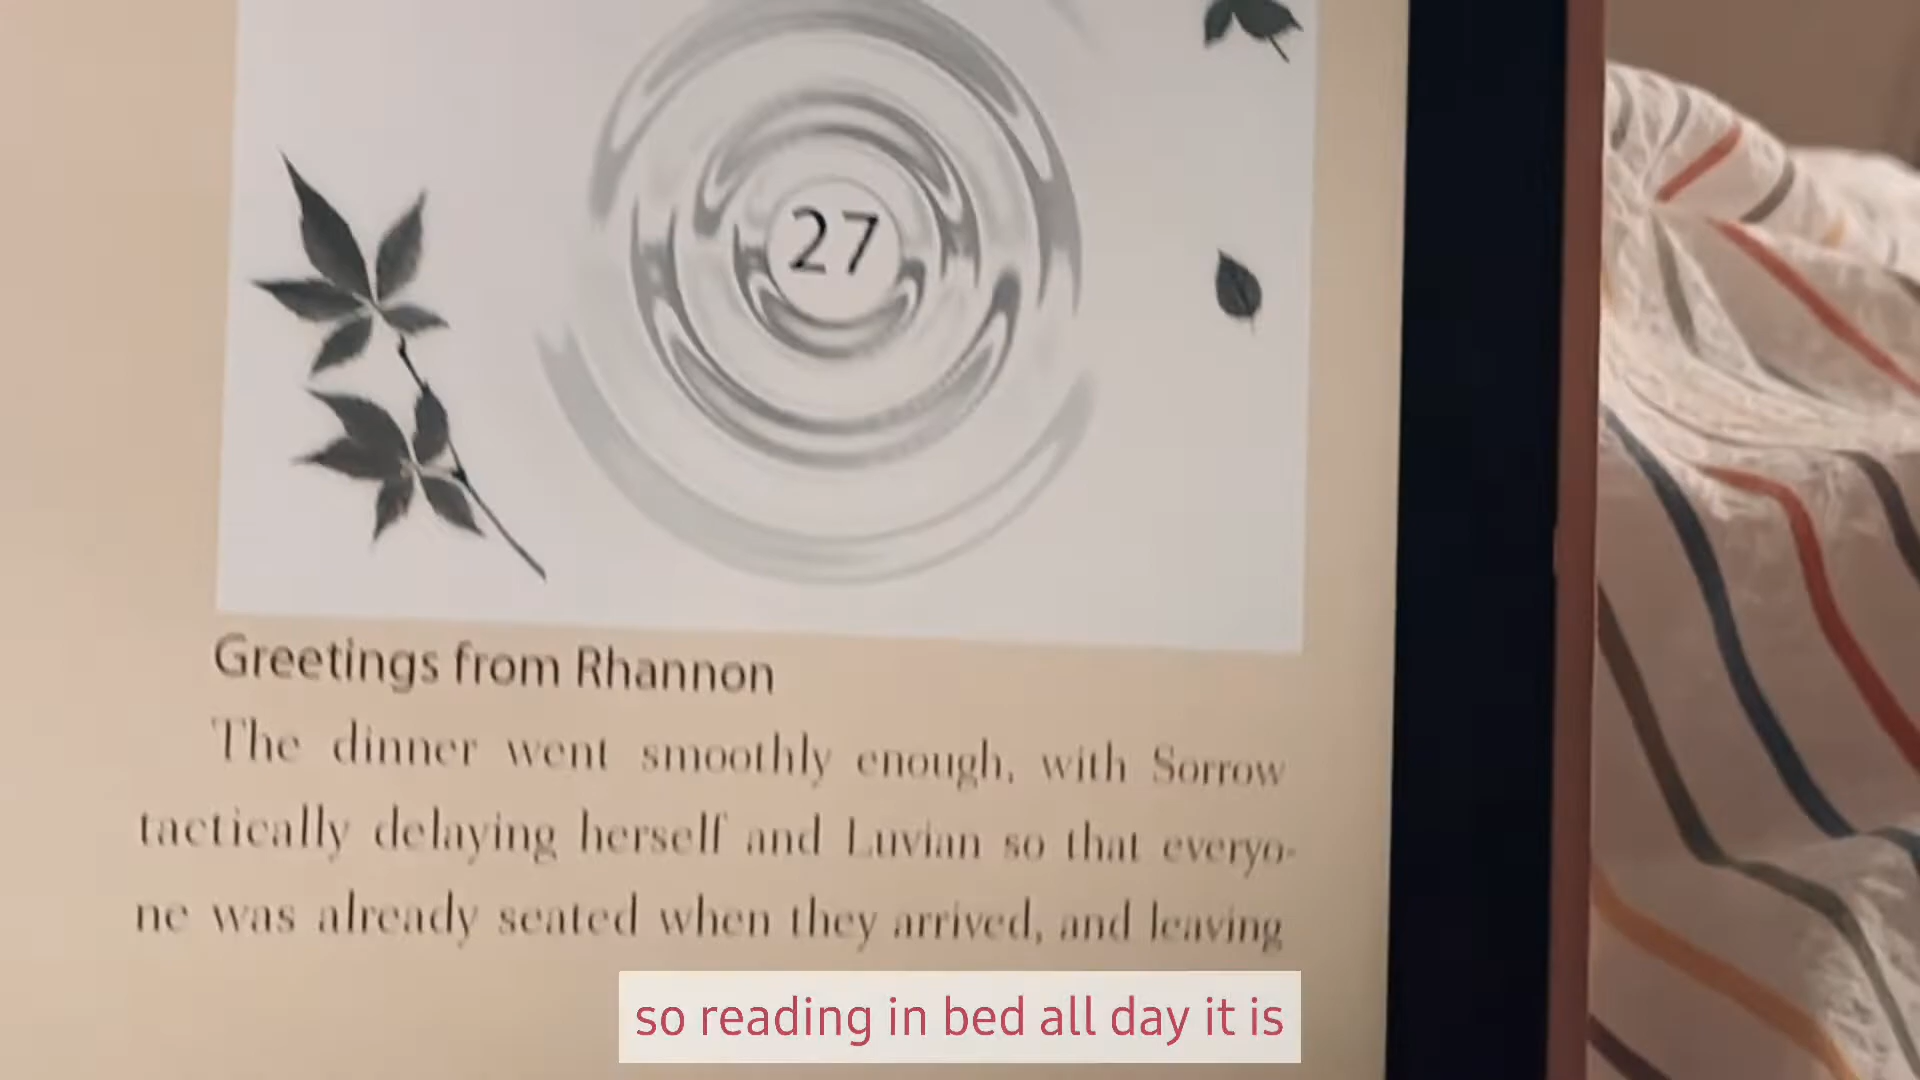 27
Greetings from Rhannon
The dinner went smoothly enough, with Sorrow
tactically delaying herself and Luvian so that everyo-
ne was already seated when they arrived, and leaving
so reading in bed all day it is